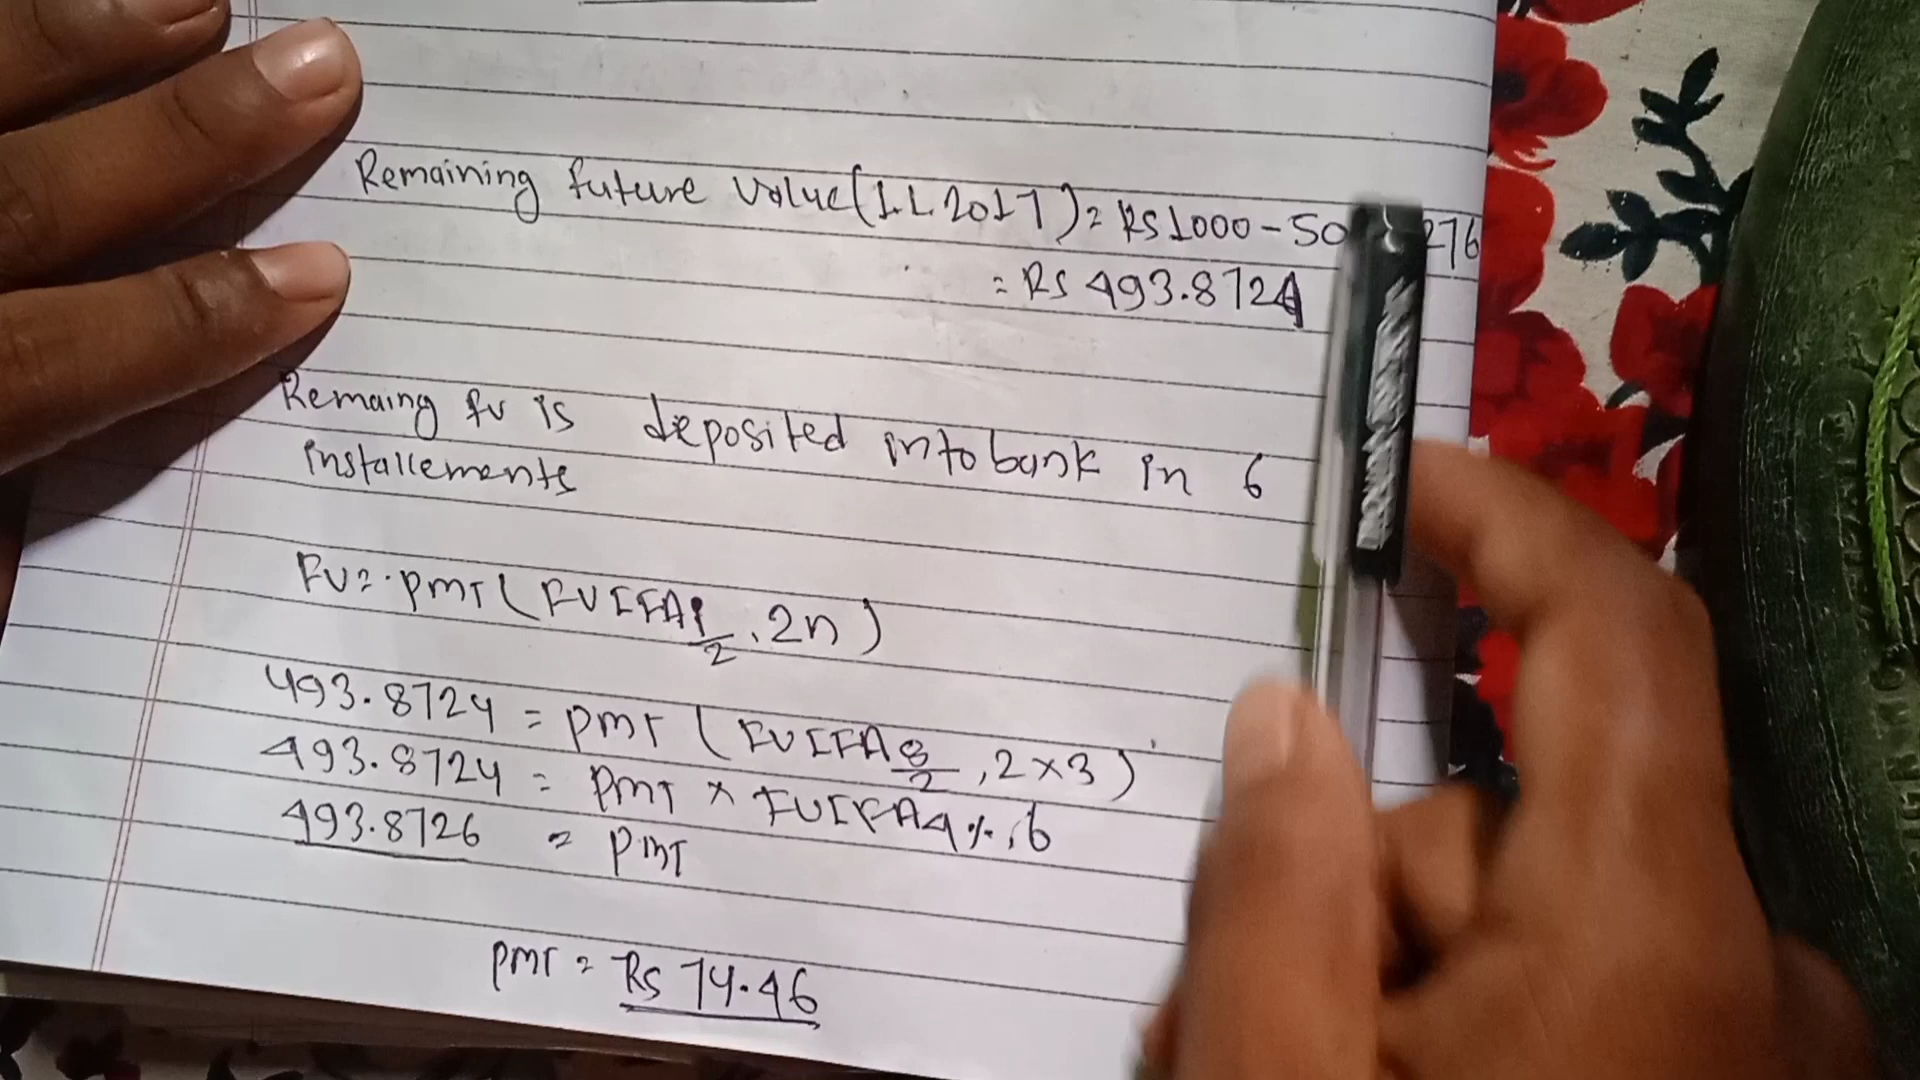 Remaining future value (1.1.2017) = RS 1000 - 50 276
= RS 493.8724
Remaing fv is deposited into bank in 6
installements
FV = PMT ( FVIFA i/2 , 2n )
493.8724 = PMT ( FVIFA 8/2 , 2×3 )
493.8724 = PMT × FVIFA 4% , 6
493.8726 = PMT
PMT = RS 74.46